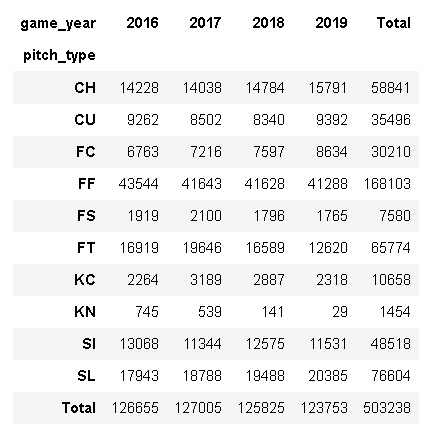 game_year 2016 2017 2018 2019 Total
pitch_type
CH 14228 14038 14784 15791 58841
CU 9262 8502 8340 9392 35496
FC 6763 7216 7597 8634 30210
FF 43544 41643 41628 41288 168103
FS 1919 2100 1796 1765 7580
FT 16919 19646 16589 12620 65774
KC 2264 3189 2887 2318 10658
KN 745 539 141 29 1454
SI 13068 11344 12575 11531 48518
SL 17943 18788 19488 20385 76604
Total 126655 127005 125825 123753 503238